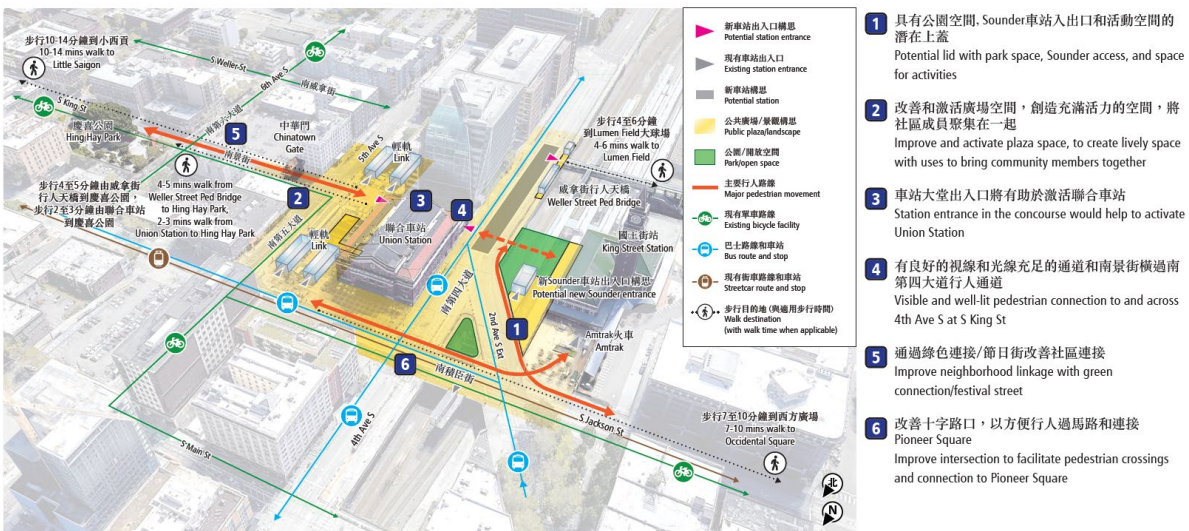 步行10-14分鐘到小西貢
10-14 mins walk to
Little Saigon
S Weller St
南威拿街
6th Ave S
南第六大道
S King St
慶喜公園
Hing Hay Park
5
中華門
Chinatown
Gate
南景街
5th Ave S
輕軌
Link
步行4至6分鐘
到Lumen Field大球場
4-6 mins walk to
Lumen Field
威拿街行人天橋
Weller Street Ped Bridge
步行4至5分鐘由威拿街
行人天橋到慶喜公園，
步行2至3分鐘由聯合車站
到慶喜公園
4-5 mins walk from
Weller Street Ped Bridge
to Hing Hay Park,
2-3 mins walk from
Union Station to Hing Hay Park
2
3
4
南第五大道
輕軌
Link
聯合車站
Union Station
國王街站
King Street Station
新Sounder車站出入口構思
Potential new Sounder entrance
南第四大道
2nd Ave S Ext
1
Amtrak火車
Amtrak
6
南積臣街
S Jackson St
4th Ave S
S Main St
步行7至10分鐘到西方廣場
7-10 mins walk to
Occidental Square
北
N
新車站出入口構思
Potential station entrance
現有車站出入口
Existing station entrance
新車站構思
Potential station
公共廣場/景觀構思
Public plaza/landscape
公園/開放空間
Park/open space
主要行人路線
Major pedestrian movement
現有單車路線
Existing bicycle facility
巴士路線和車站
Bus route and stop
現有街車路線和車站
Streetcar route and stop
步行目的地 (與適用步行時間)
Walk destination
(with walk time when applicable)
1 具有公園空間、Sounder車站入出口和活動空間的
潛在上蓋
Potential lid with park space, Sounder access, and space
for activities
2 改善和激活廣場空間，創造充滿活力的空間，將
社區成員聚集在一起
Improve and activate plaza space, to create lively space
with uses to bring community members together
3 車站大堂出入口將有助於激活聯合車站
Station entrance in the concourse would help to activate
Union Station
4 有良好的視線和光線充足的通道和南景街橫過南
第四大道行人通道
Visible and well-lit pedestrian connection to and across
4th Ave S at S King St
5 通過綠色連接/節日街改善社區連接
Improve neighborhood linkage with green
connection/festival street
6 改善十字路口，以方便行人過馬路和連接
Pioneer Square
Improve intersection to facilitate pedestrian crossings
and connection to Pioneer Square